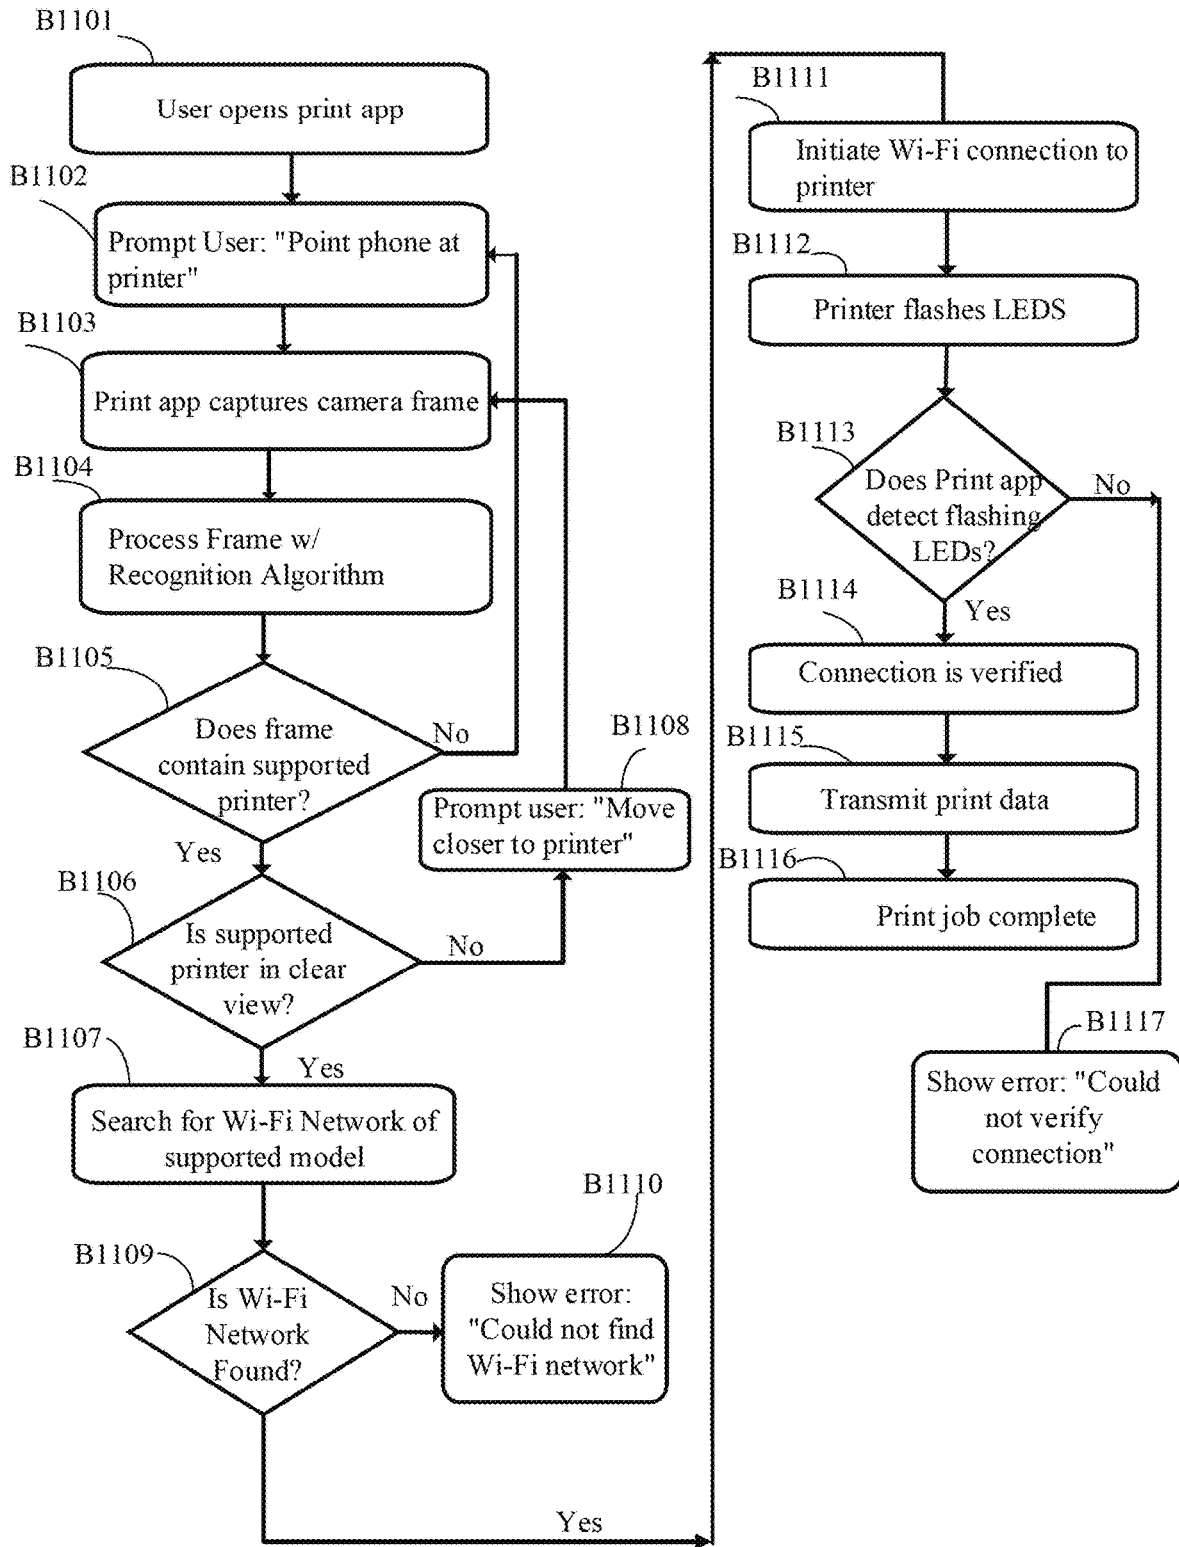 B1101
User opens print app
B1102
Prompt User: "Point phone at
printer"
B1103
Print app captures camera frame
B1104
Process Frame w/
Recognition Algorithm
B1105
Does frame
contain supported
printer?
No
Yes
B1108
Prompt user: "Move
closer to printer"
B1106
Is supported
printer in clear
view?
No
Yes
B1107
Search for Wi-Fi Network of
supported model
B1109
Is Wi-Fi
Network
Found?
No
B1110
Show error:
"Could not find
Wi-Fi network"
Yes
B1111
Initiate Wi-Fi connection to
printer
B1112
Printer flashes LEDS
B1113
Does Print app
detect flashing
LEDs?
No
Yes
B1114
Connection is verified
B1115
Transmit print data
B1116
Print job complete
B1117
Show error: "Could
not verify
connection"